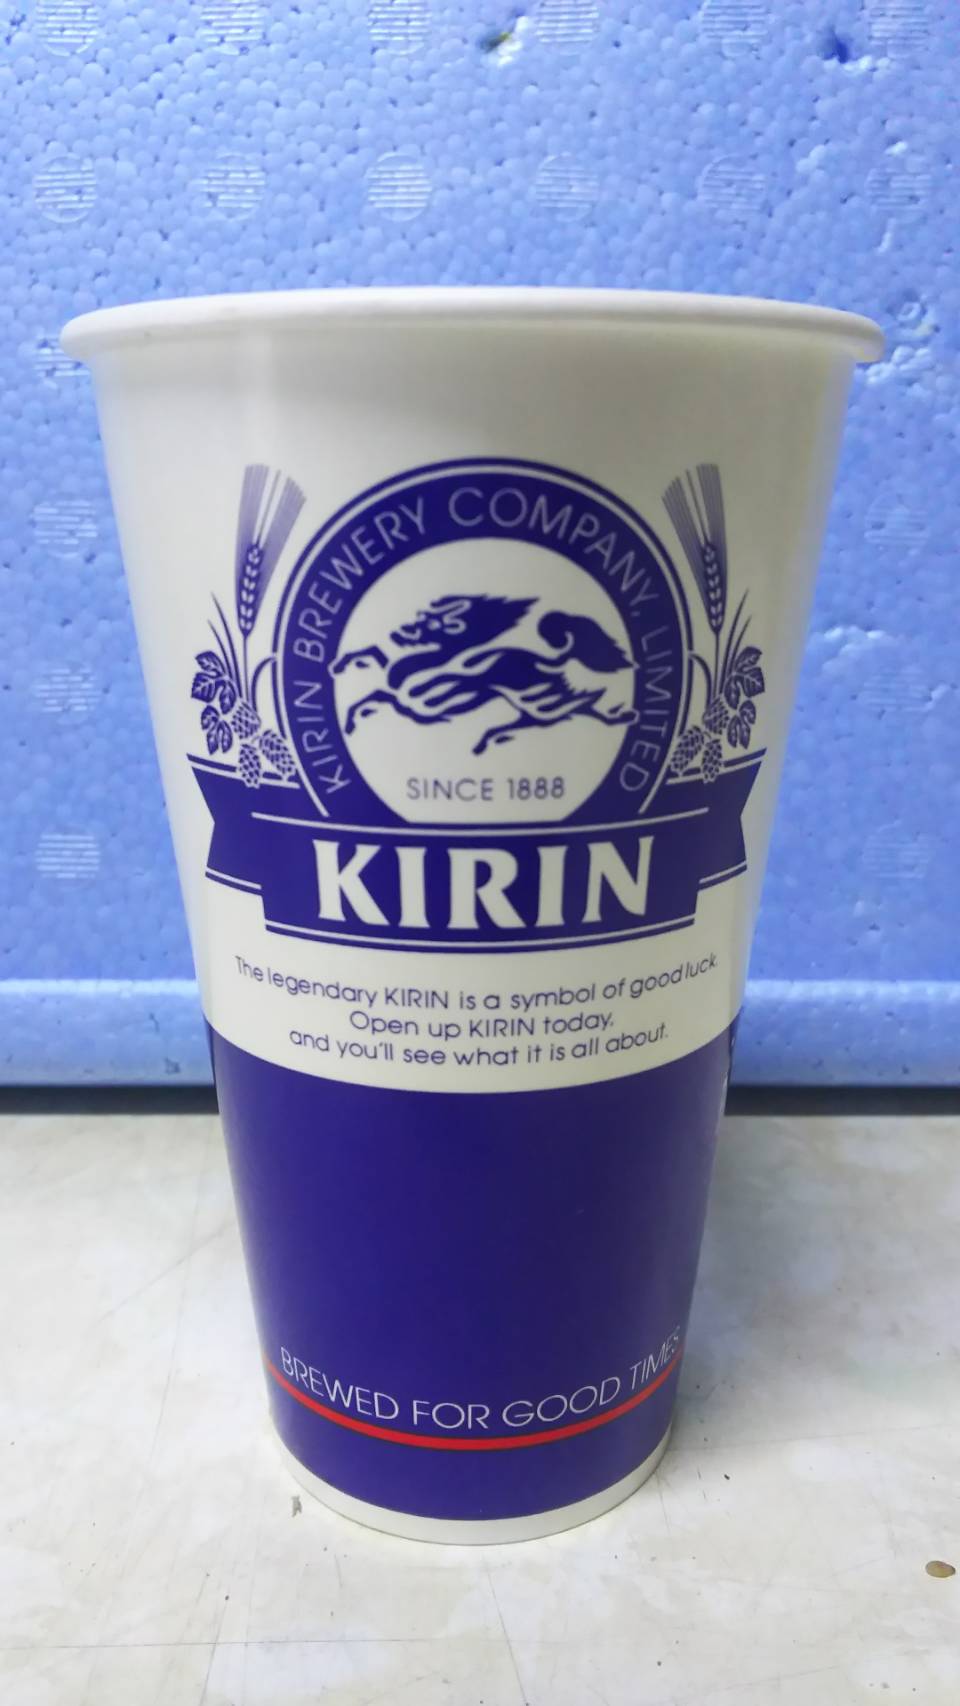 KIRIN BREWERY COMPANY, LIMITED
SINCE 1888
KIRIN
The legendary KIRIN is a symbol of good luck.
Open up KIRIN today,
and you'll see what it is all about.
BREWED FOR GOOD TIMES